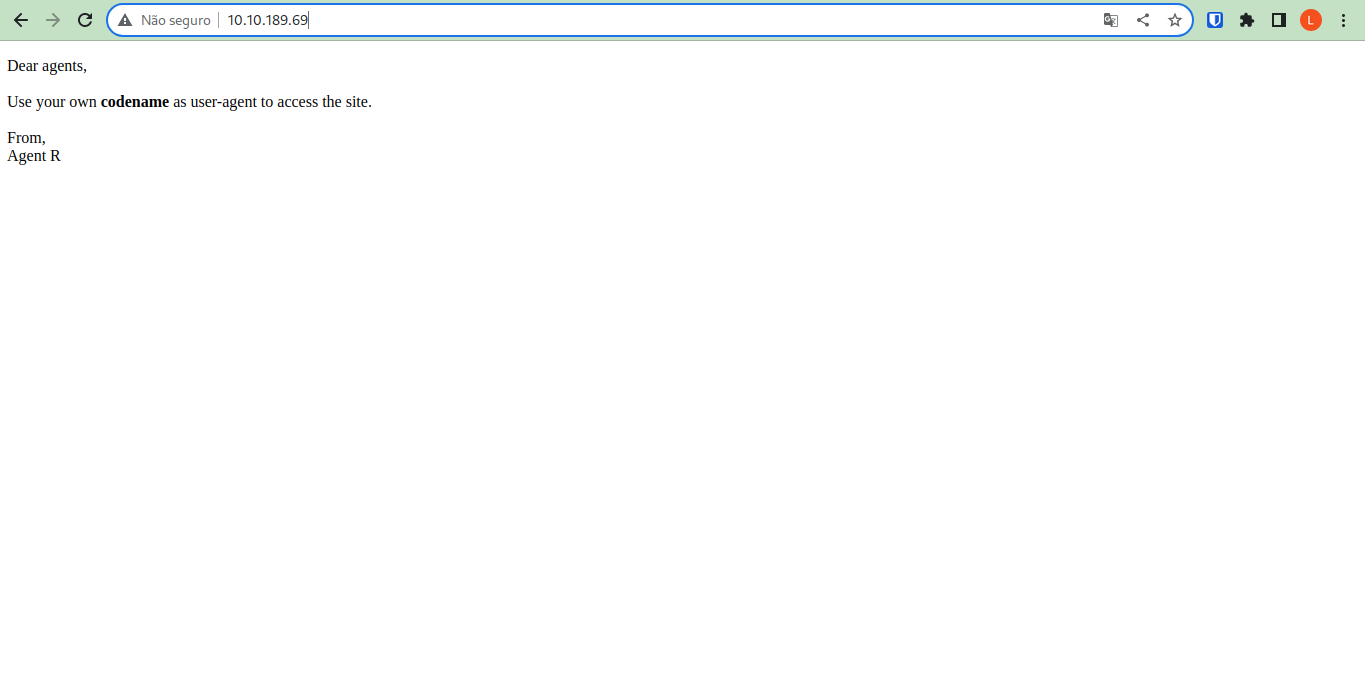 Não seguro
10.10.189.69
L
Dear agents,
Use your own codename as user-agent to access the site.
From,
Agent R